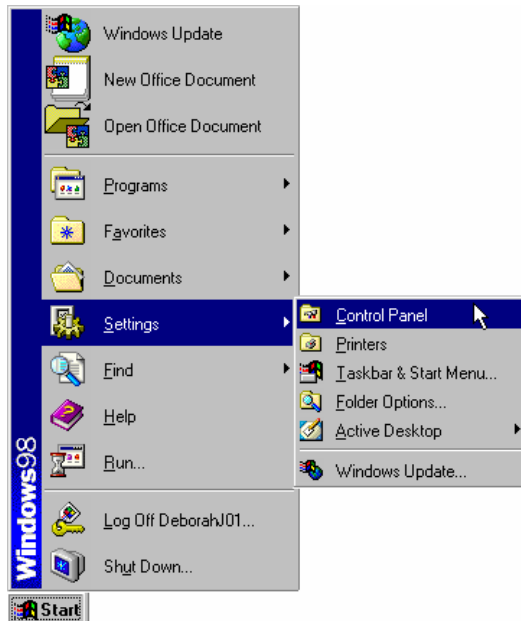 Windows Update
New Office Document
Open Office Document
Programs
Favorites
Documents
Settings
Find
Help
Run...
Log Off DeborahJ01...
Shut Down...
Control Panel
Printers
Taskbar & Start Menu...
Folder Options...
Active Desktop
Windows Update...
Windows98
Start